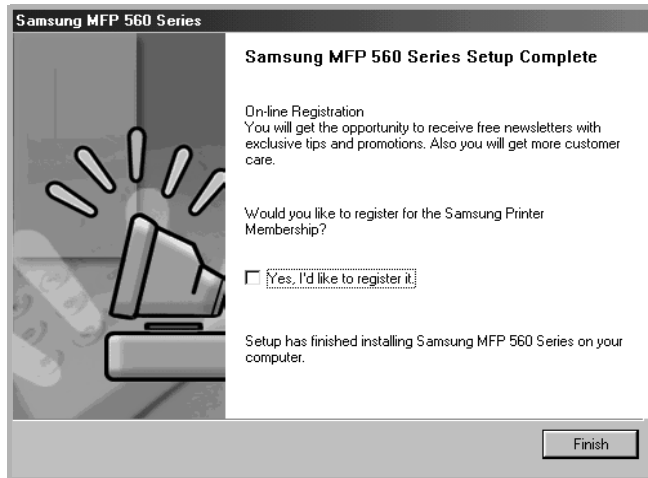 Samsung MFP 560 Series
Samsung MFP 560 Series Setup Complete
On-line Registration
You will get the opportunity to receive free newsletters with
exclusive tips and promotions. Also you will get more customer
care.
Would you like to register for the Samsung Printer
Membership?
Yes, I'd like to register it.
Setup has finished installing Samsung MFP 560 Series on your
computer.
Finish